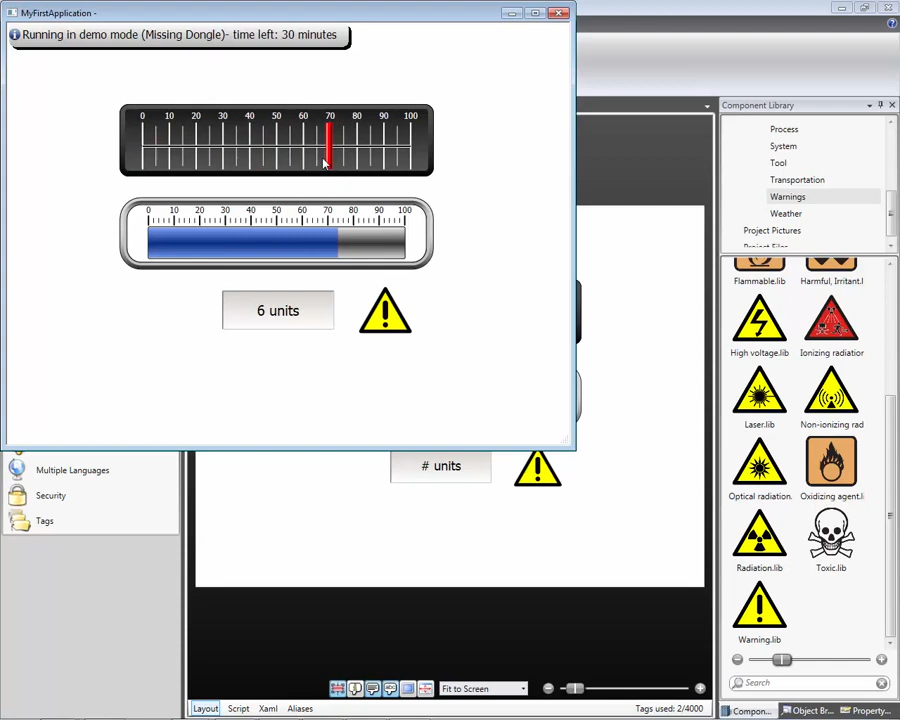 MyFirstApplication -
Running in demo mode (Missing Dongle)- time left: 30 minutes
0 10 20 30 40 50 60 70 80 90 100
0 10 20 30 40 50 60 70 80 90 100
6 units
# units
Multiple Languages
Security
Tags
Component Library
Process
System
Tool
Transportation
Warnings
Weather
Project Pictures
Project Files
Flammable.lib
Harmful, Irritant.l
High voltage.lib
Ionizing radiation
Laser.lib
Non-ionizing rad
Optical radiation.
Oxidizing agent.l
Radiation.lib
Toxic.lib
Warning.lib
Search
Fit to Screen
Layout
Script
Xaml
Aliases
Tags used: 2/4000
Compon...
Object Br...
Property...